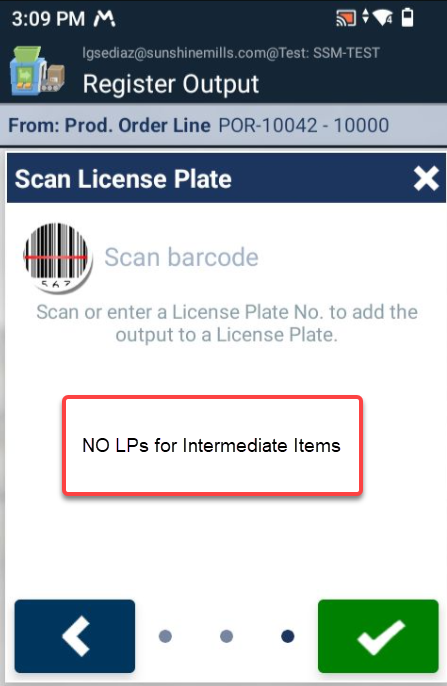 3:09 PM
lgsediaz@sunshinemills.com@Test: SSM-TEST
Register Output
From: Prod. Order Line POR-10042 - 10000
Scan License Plate
567
Scan barcode
Scan or enter a License Plate No. to add the
output to a License Plate.
NO LPs for Intermediate Items